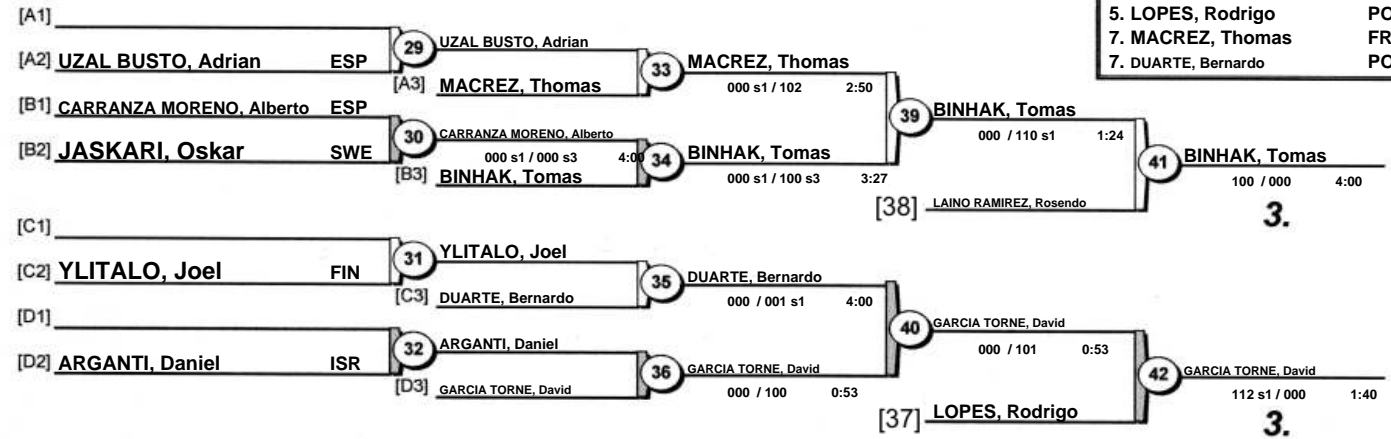 5. LOPES, Rodrigo PO
7. MACREZ, Thomas FR
7. DUARTE, Bernardo PO
[A1]
[A2] UZAL BUSTO, Adrian ESP
29 UZAL BUSTO, Adrian
[A3] MACREZ, Thomas
33 MACREZ, Thomas
000 s1 / 102 2:50
[B1] CARRANZA MORENO, Alberto ESP
[B2] JASKARI, Oskar SWE
30 CARRANZA MORENO, Alberto
000 s1 / 000 s3 4:00
[B3] BINHAK, Tomas
34 BINHAK, Tomas
000 s1 / 100 s3 3:27
39 BINHAK, Tomas
000 / 110 s1 1:24
[38] LAINO RAMIREZ, Rosendo
41 BINHAK, Tomas
100 / 000 4:00
3.
[C1]
[C2] YLITALO, Joel FIN
31 YLITALO, Joel
[C3] DUARTE, Bernardo
35 DUARTE, Bernardo
000 / 001 s1 4:00
[D1]
[D2] ARGANTI, Daniel ISR
32 ARGANTI, Daniel
[D3] GARCIA TORNE, David
36 GARCIA TORNE, David
000 / 100 0:53
40 GARCIA TORNE, David
000 / 101 0:53
[37] LOPES, Rodrigo
42 GARCIA TORNE, David
112 s1 / 000 1:40
3.